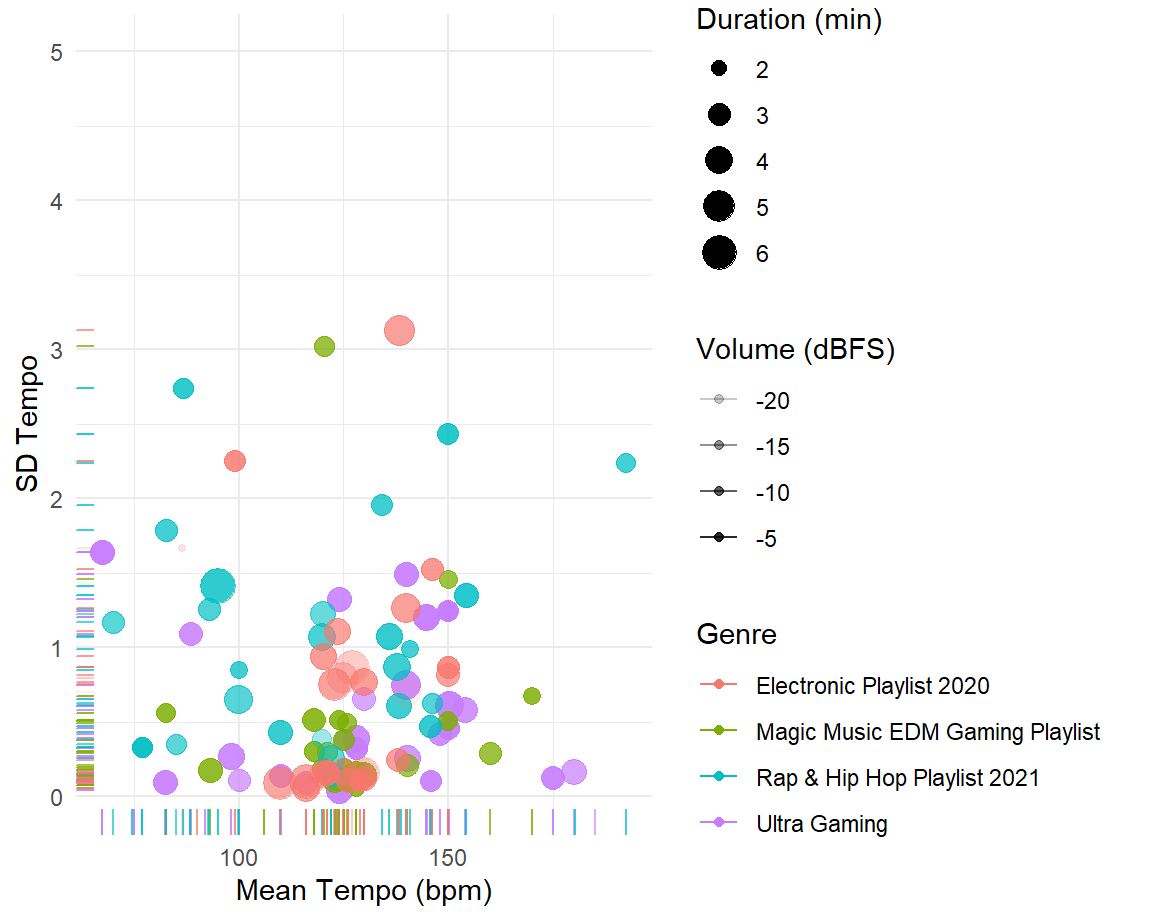 5
4
3
2
1
0
SD Tempo
100
150
Mean Tempo (bpm)
Duration (min)
2
3
4
5
6
Volume (dBFS)
-20
-15
-10
-5
Genre
Electronic Playlist 2020
Magic Music EDM Gaming Playlist
Rap & Hip Hop Playlist 2021
Ultra Gaming